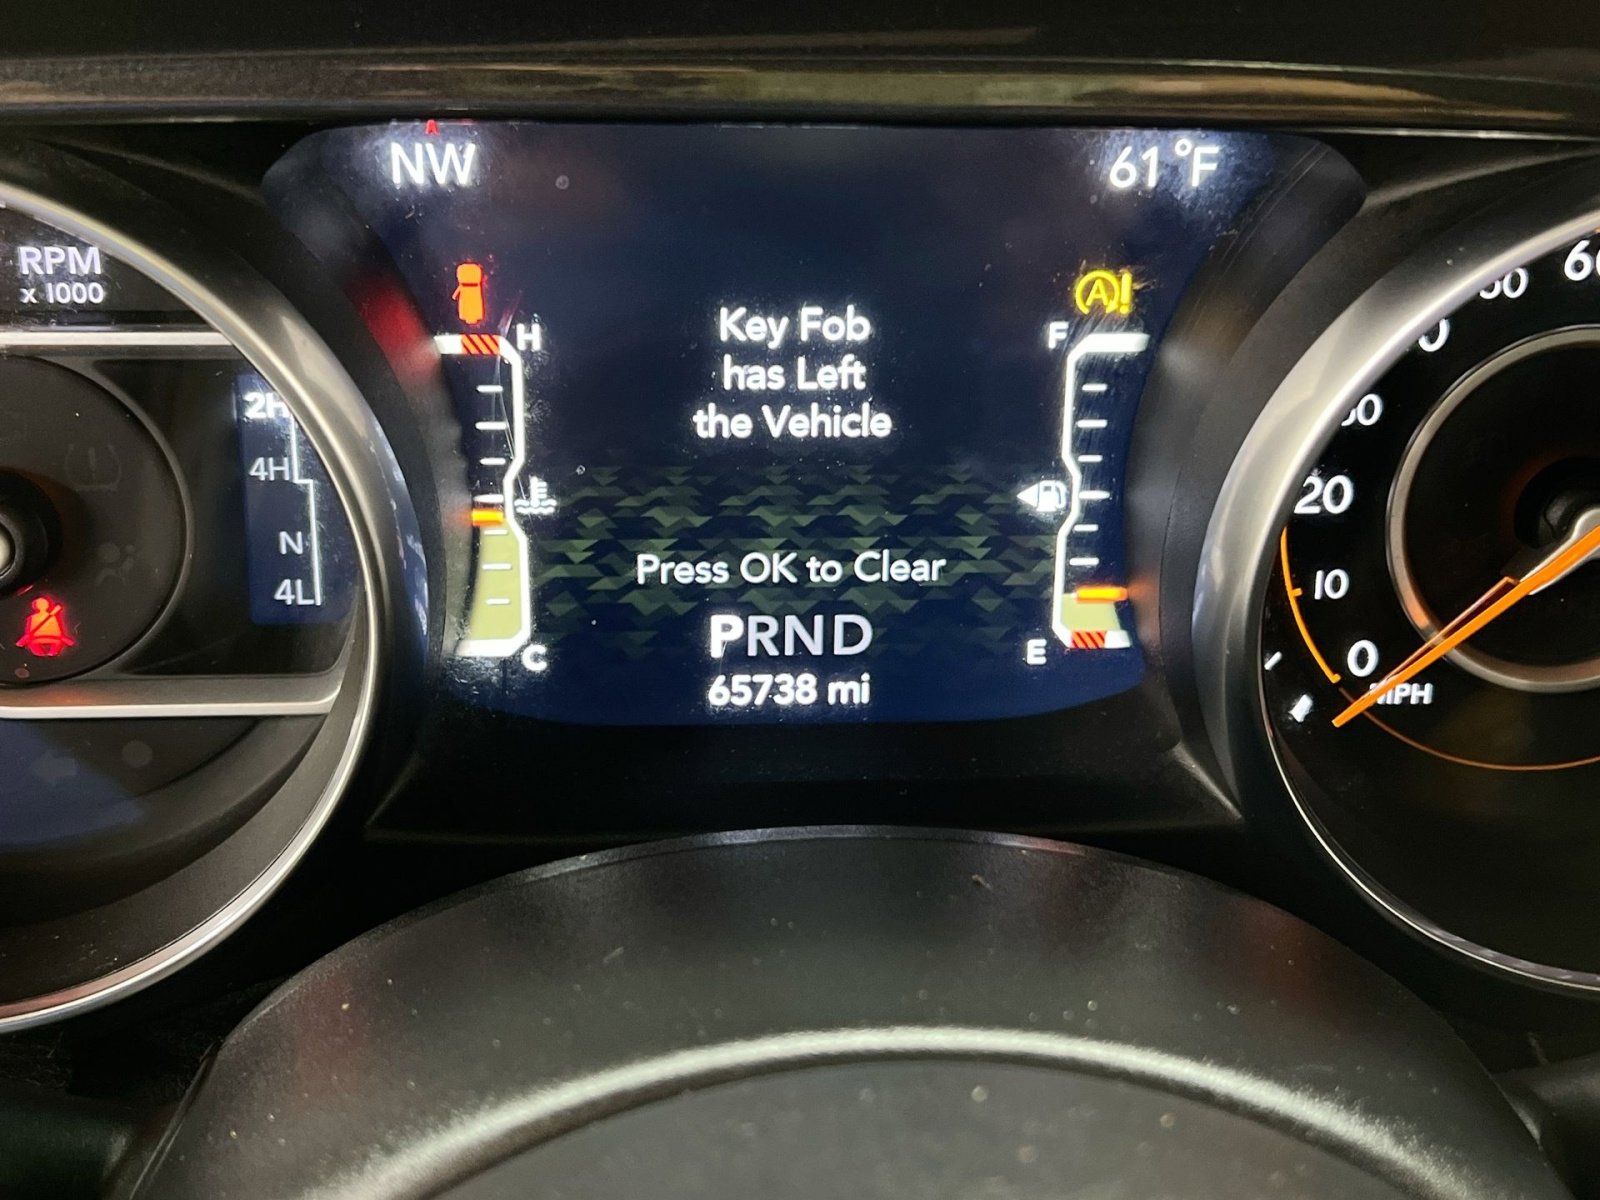 NW
61°F
RPM
x 1000
H
F
Key Fob
has Left
the Vehicle
2H
4H
N
4L
Press OK to Clear
PRND
65738 mi
C
E
A!
20
10
0
MPH